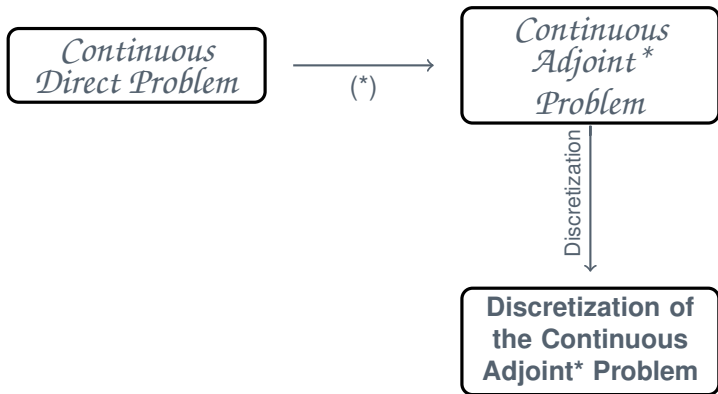 Continuous
Direct Problem
(*)
Continuous
Adjoint*
Problem
Discretization
Discretization of
the Continuous
Adjoint* Problem